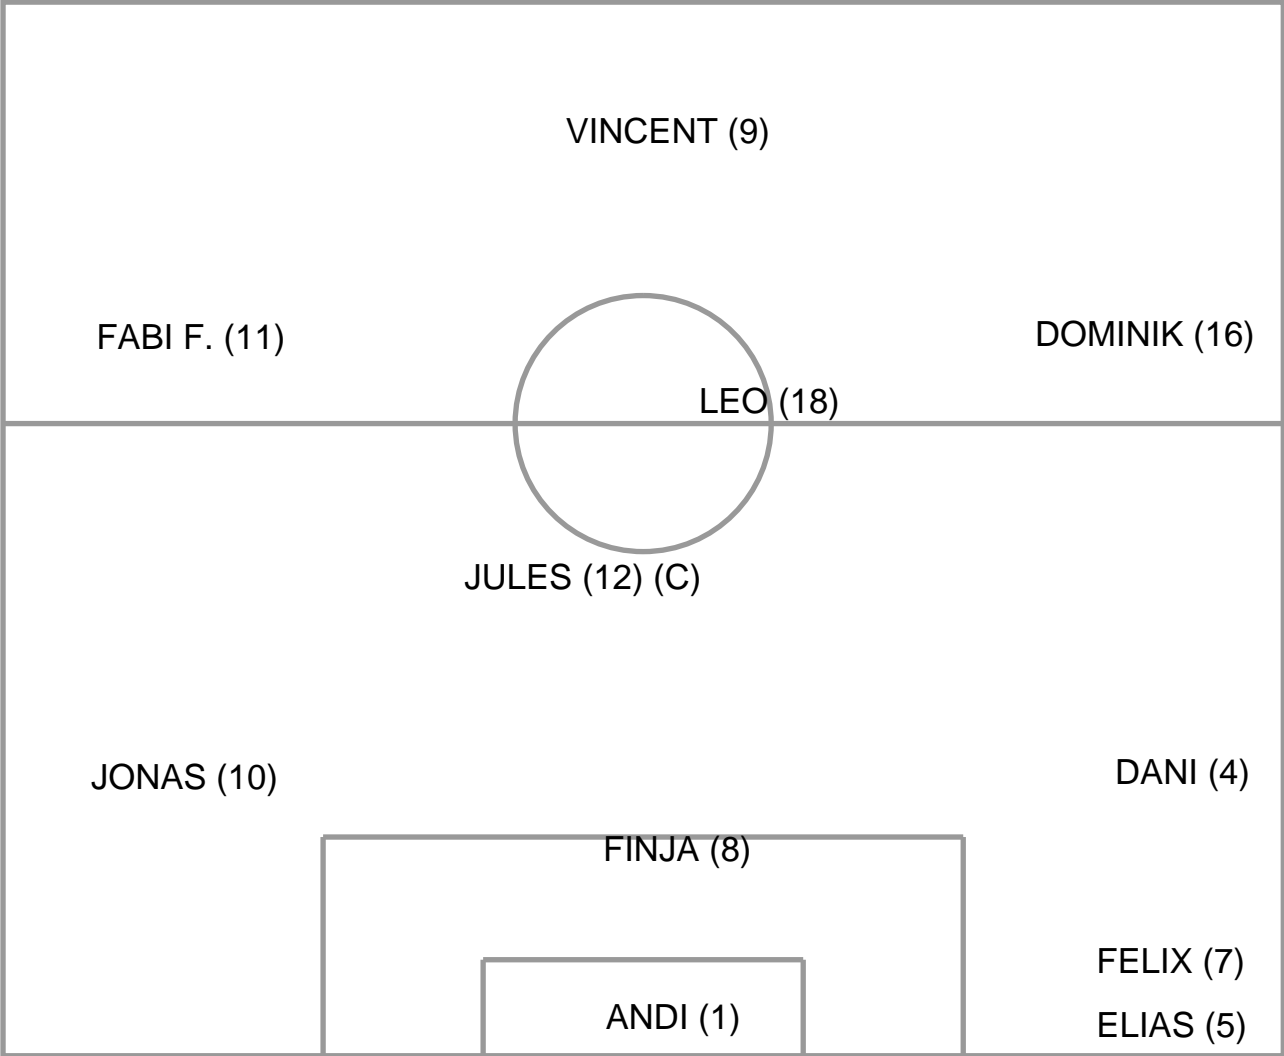 VINCENT (9)
FABI F. (11)
DOMINIK (16)
LEO (18)
JULES (12) (C)
JONAS (10)
DANI (4)
FINJA (8)
FELIX (7)
ANDI (1)
ELIAS (5)